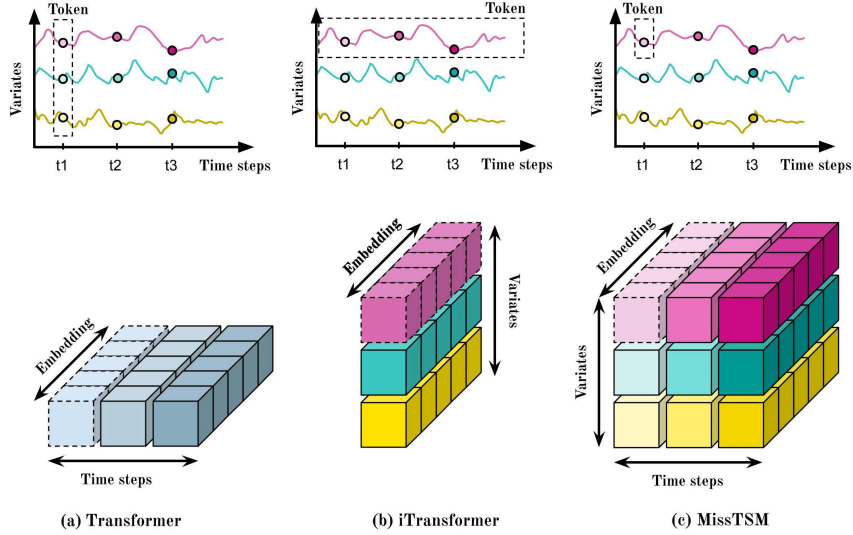 Token
Variates
t1
t2
t3
Time steps
Embedding
Time steps
(a) Transformer
Token
Variates
t1
t2
t3
Time steps
Embedding
Variates
(b) iTransformer
Token
Variates
t1
t2
t3
Time steps
Embedding
Variates
Time steps
(c) MissTSM